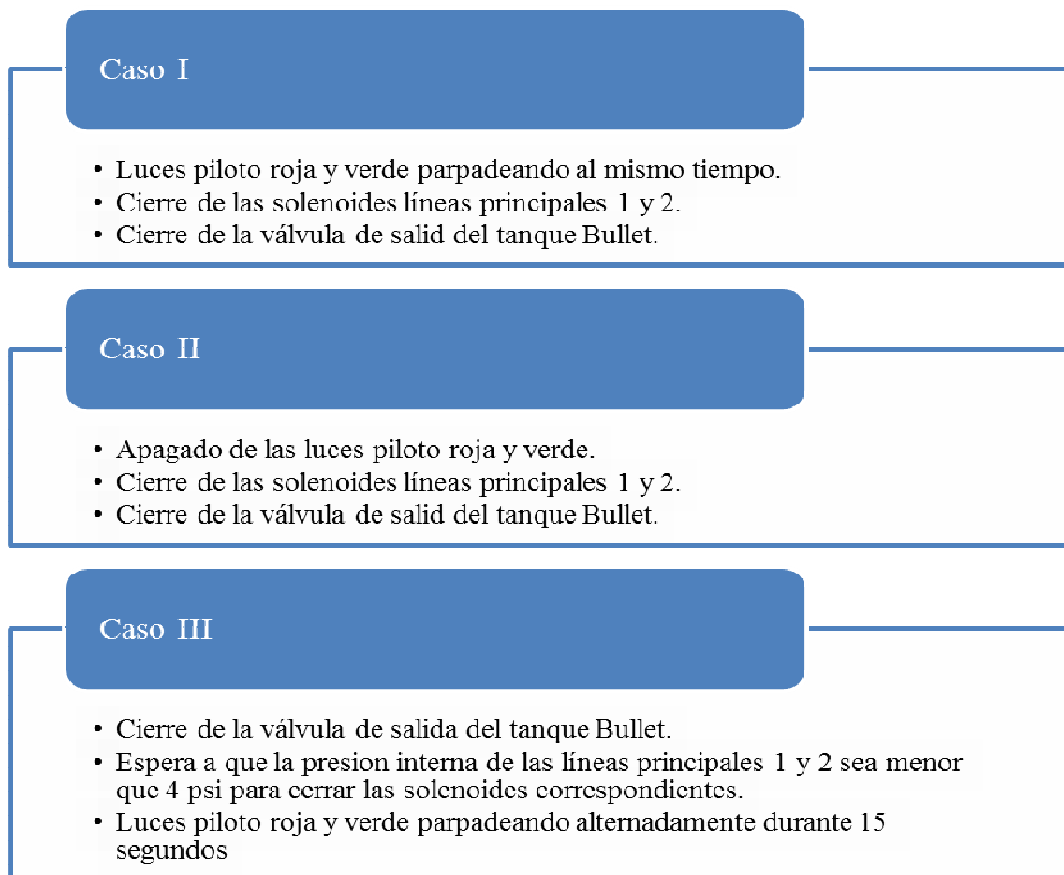 Caso I
• Luces piloto roja y verde parpadeando al mismo tiempo.
• Cierre de las solenoides líneas principales 1 y 2.
• Cierre de la válvula de salid del tanque Bullet.
Caso II
• Apagado de las luces piloto roja y verde.
• Cierre de las solenoides líneas principales 1 y 2.
• Cierre de la válvula de salid del tanque Bullet.
Caso III
• Cierre de la válvula de salida del tanque Bullet.
• Espera a que la presion interna de las líneas principales 1 y 2 sea menor
que 4 psi para cerrar las solenoides correspondientes.
• Luces piloto roja y verde parpadeando alternadamente durante 15
segundos